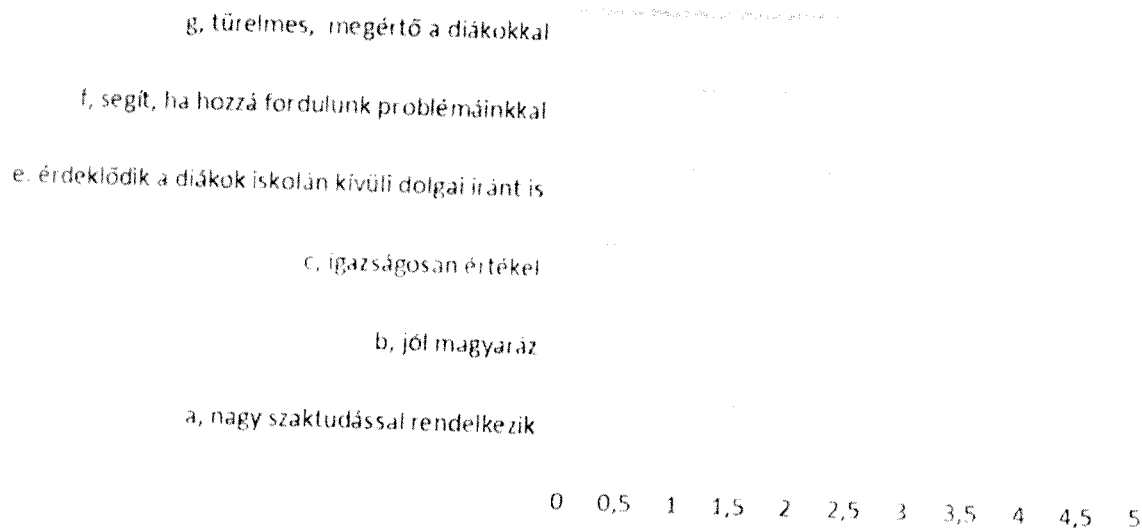 g, türelmes, megértő a diákokkal
f, segít, ha hozzá fordulunk problémáinkkal
e. érdeklődik a diákok iskolán kívüli dolgai iránt is
c, igazságosan értékel
b, jól magyaráz
a, nagy szaktudással rendelkezik
0 0,5 1 1,5 2 2,5 3 3,5 4 4,5 5